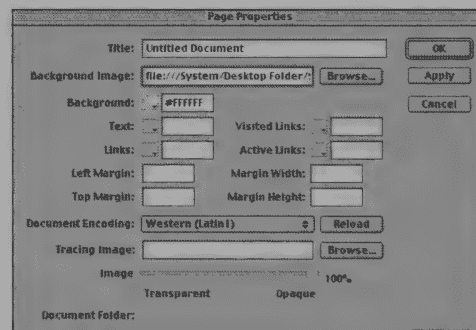 Page Properties
Title: Untitled Document OK
Background Image: file:///System/Desktop Folder/ Browse... Apply
Background: #FFFFFF Cancel
Text: Visited Links:
Links: Active Links:
Left Margin: Margin Width:
Top Margin: Margin Height:
Document Encoding: Western (Latin1) Reload
Tracing Image: Browse...
Image 100%
Transparent Opaque
Document Folder: